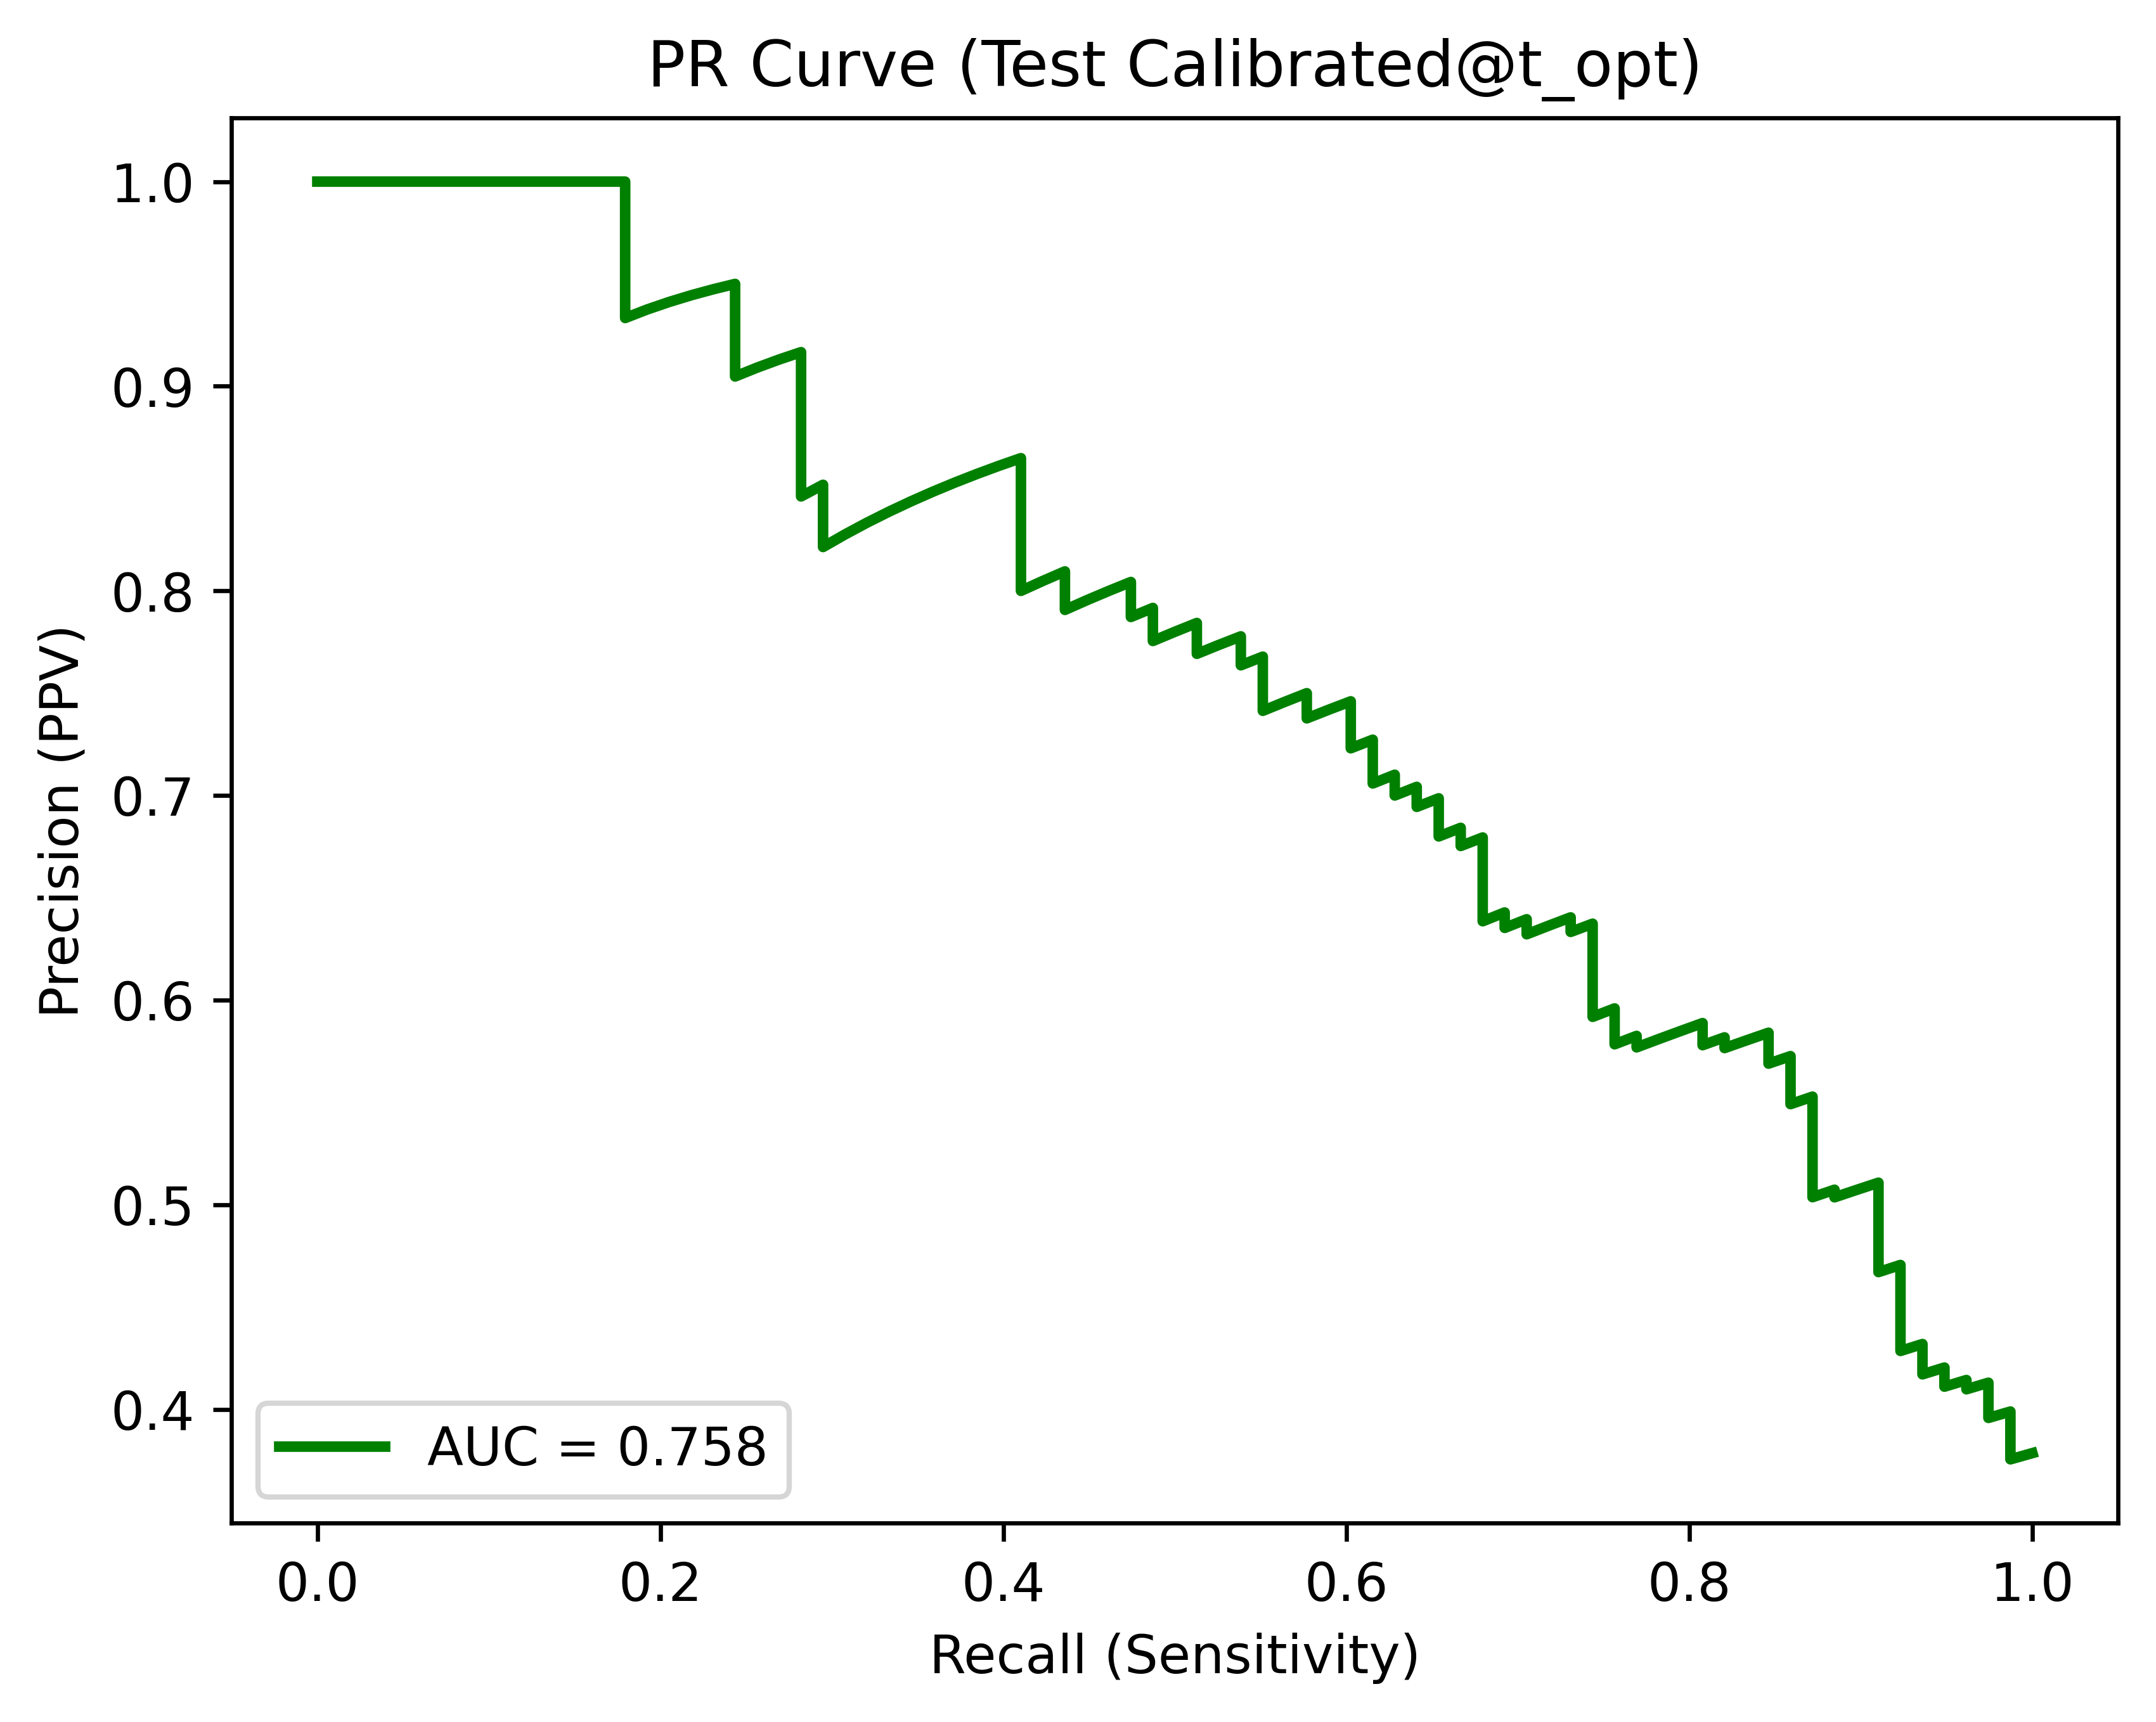 PR Curve (Test Calibrated@t_opt)
1.0
0.9
0.8
0.7
0.6
0.5
0.4
Precision (PPV)
AUC = 0.758
0.0 0.2 0.4 0.6 0.8 1.0
Recall (Sensitivity)